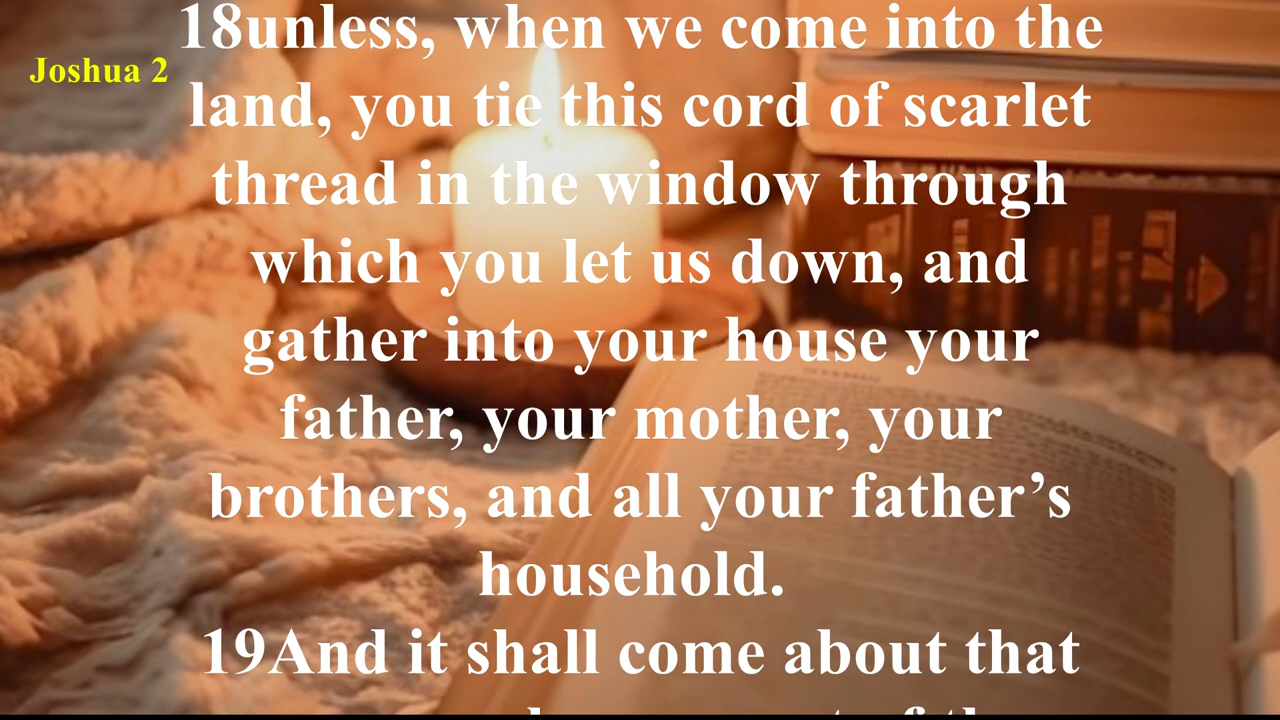 18unless, when we come into the
Joshua 2
land, you tie this cord of scarlet
thread in the window through
which you let us down, and
gather into your house your
father, your mother, your
brothers, and all your father’s
household.
19And it shall come about that